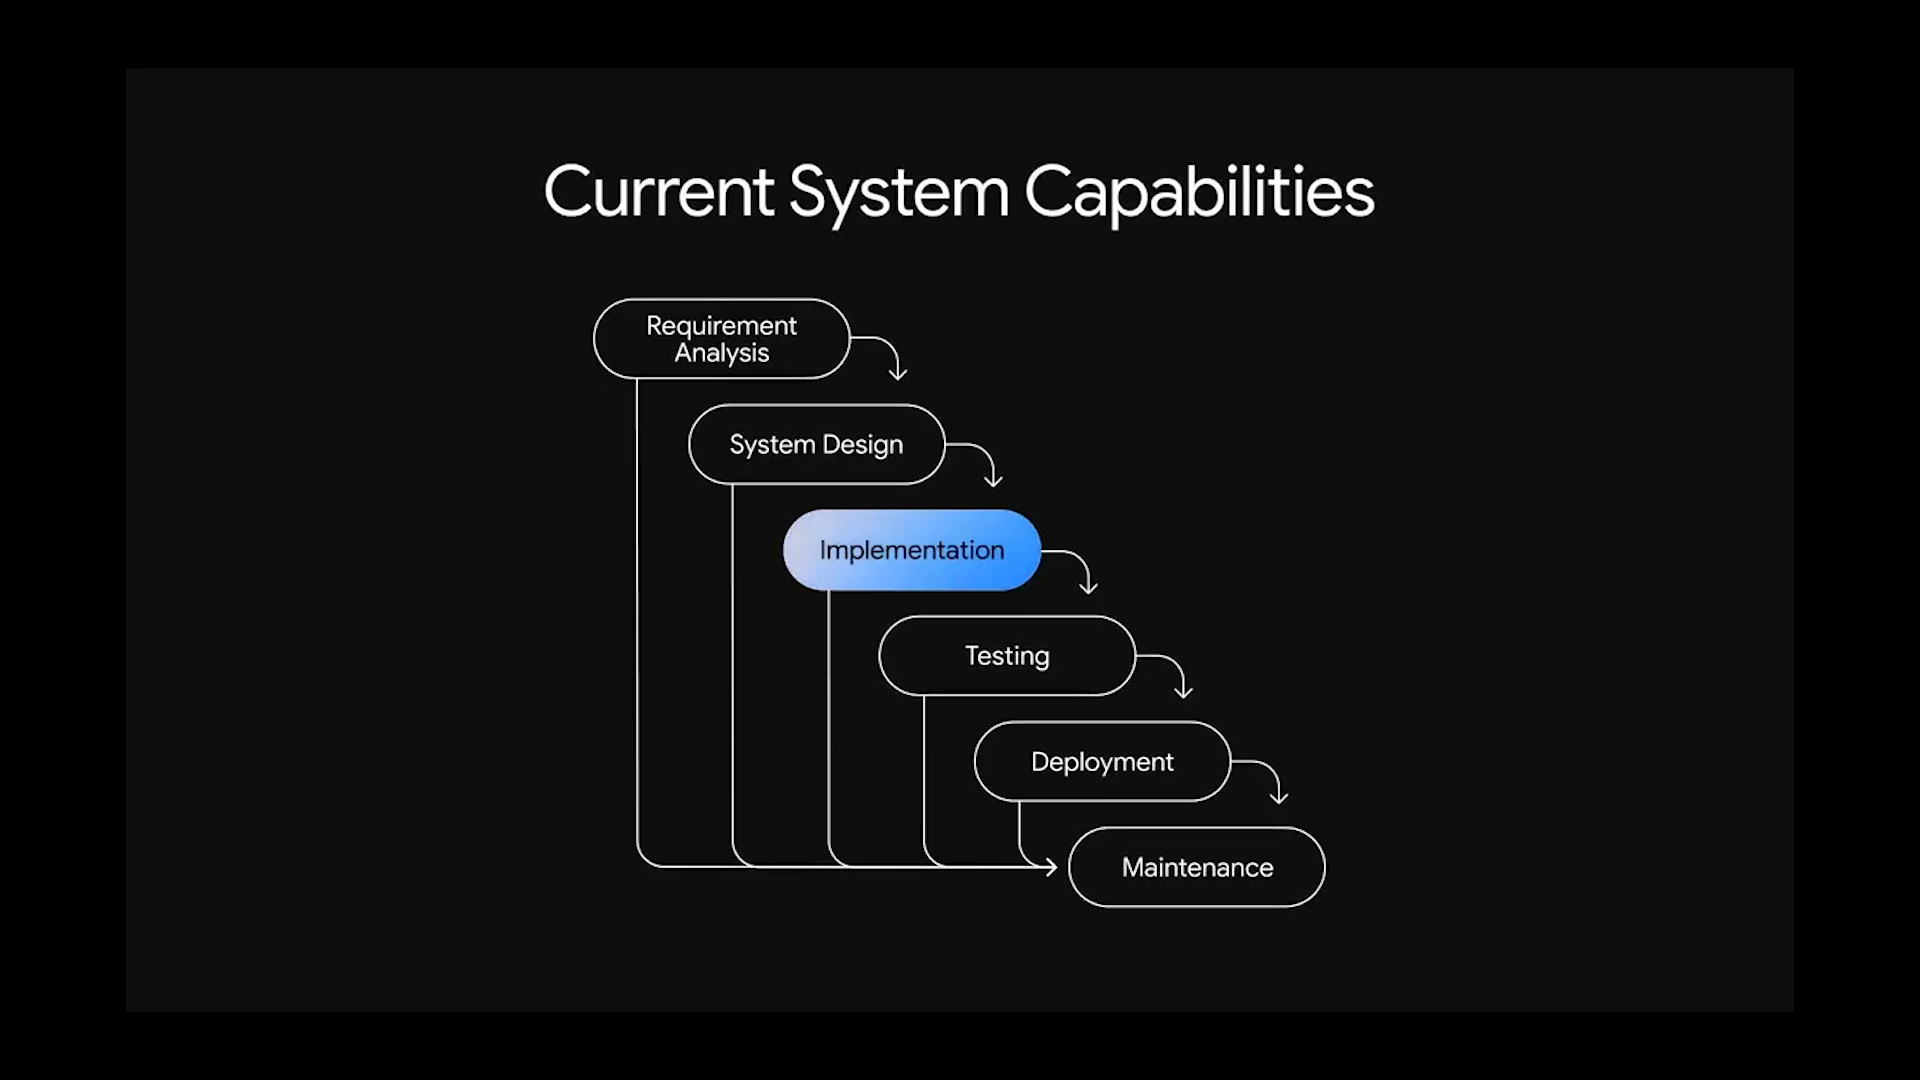 Current System Capabilities
Requirement
Analysis
System Design
Implementation
Testing
Deployment
Maintenance